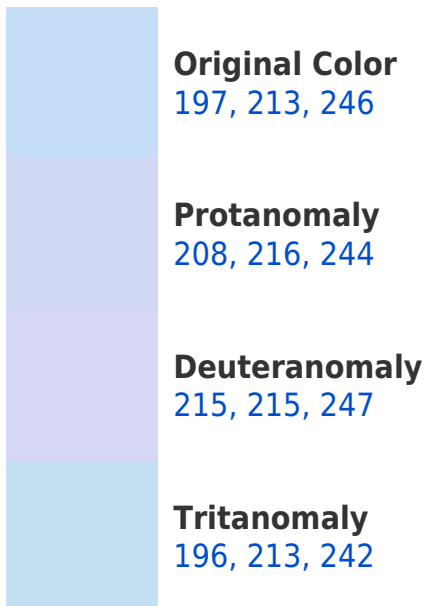 Original Color
197, 213, 246
Protanomaly
208, 216, 244
Deuteranomaly
215, 215, 247
Tritanomaly
196, 213, 242